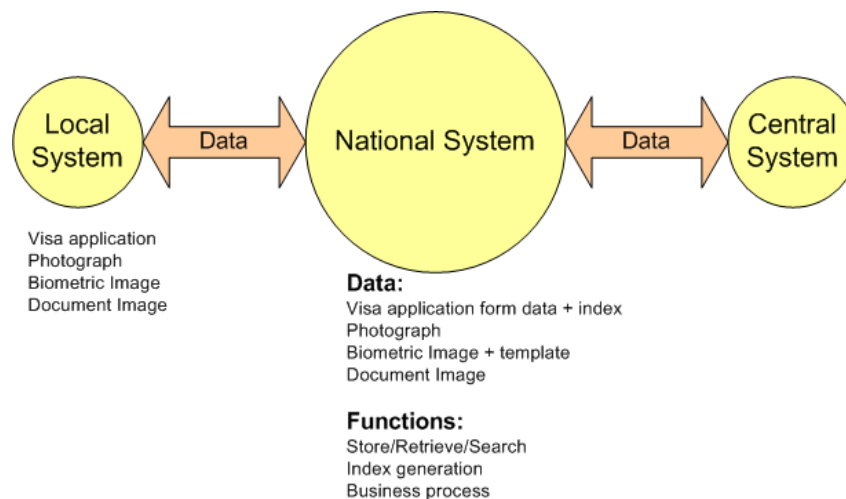 Local
System
Data
National System
Data
Central
System
Visa application
Photograph
Biometric Image
Document Image
Data:
Visa application form data + index
Photograph
Biometric Image + template
Document Image
Functions:
Store/Retrieve/Search
Index generation
Business process